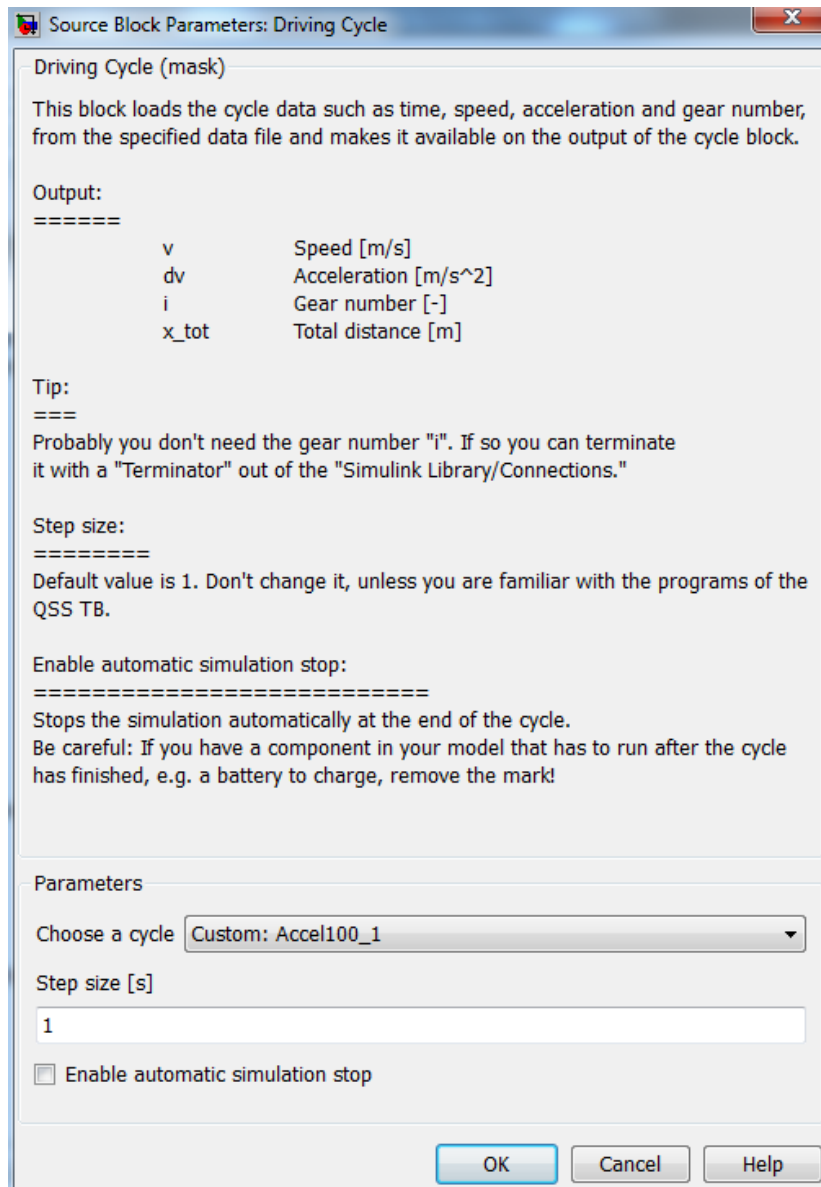 Source Block Parameters: Driving Cycle
X
Driving Cycle (mask)
This block loads the cycle data such as time, speed, acceleration and gear number,
from the specified data file and makes it available on the output of the cycle block.
Output:
======
v Speed [m/s]
dv Acceleration [m/s^2]
i Gear number [-]
x_tot Total distance [m]
Tip:
===
Probably you don't need the gear number "i". If so you can terminate
it with a "Terminator" out of the "Simulink Library/Connections."
Step size:
========
Default value is 1. Don't change it, unless you are familiar with the programs of the
QSS TB.
Enable automatic simulation stop:
===========================
Stops the simulation automatically at the end of the cycle.
Be careful: If you have a component in your model that has to run after the cycle
has finished, e.g. a battery to charge, remove the mark!
Parameters
Choose a cycle Custom: Accel100_1
Step size [s]
1
Enable automatic simulation stop
OK Cancel Help